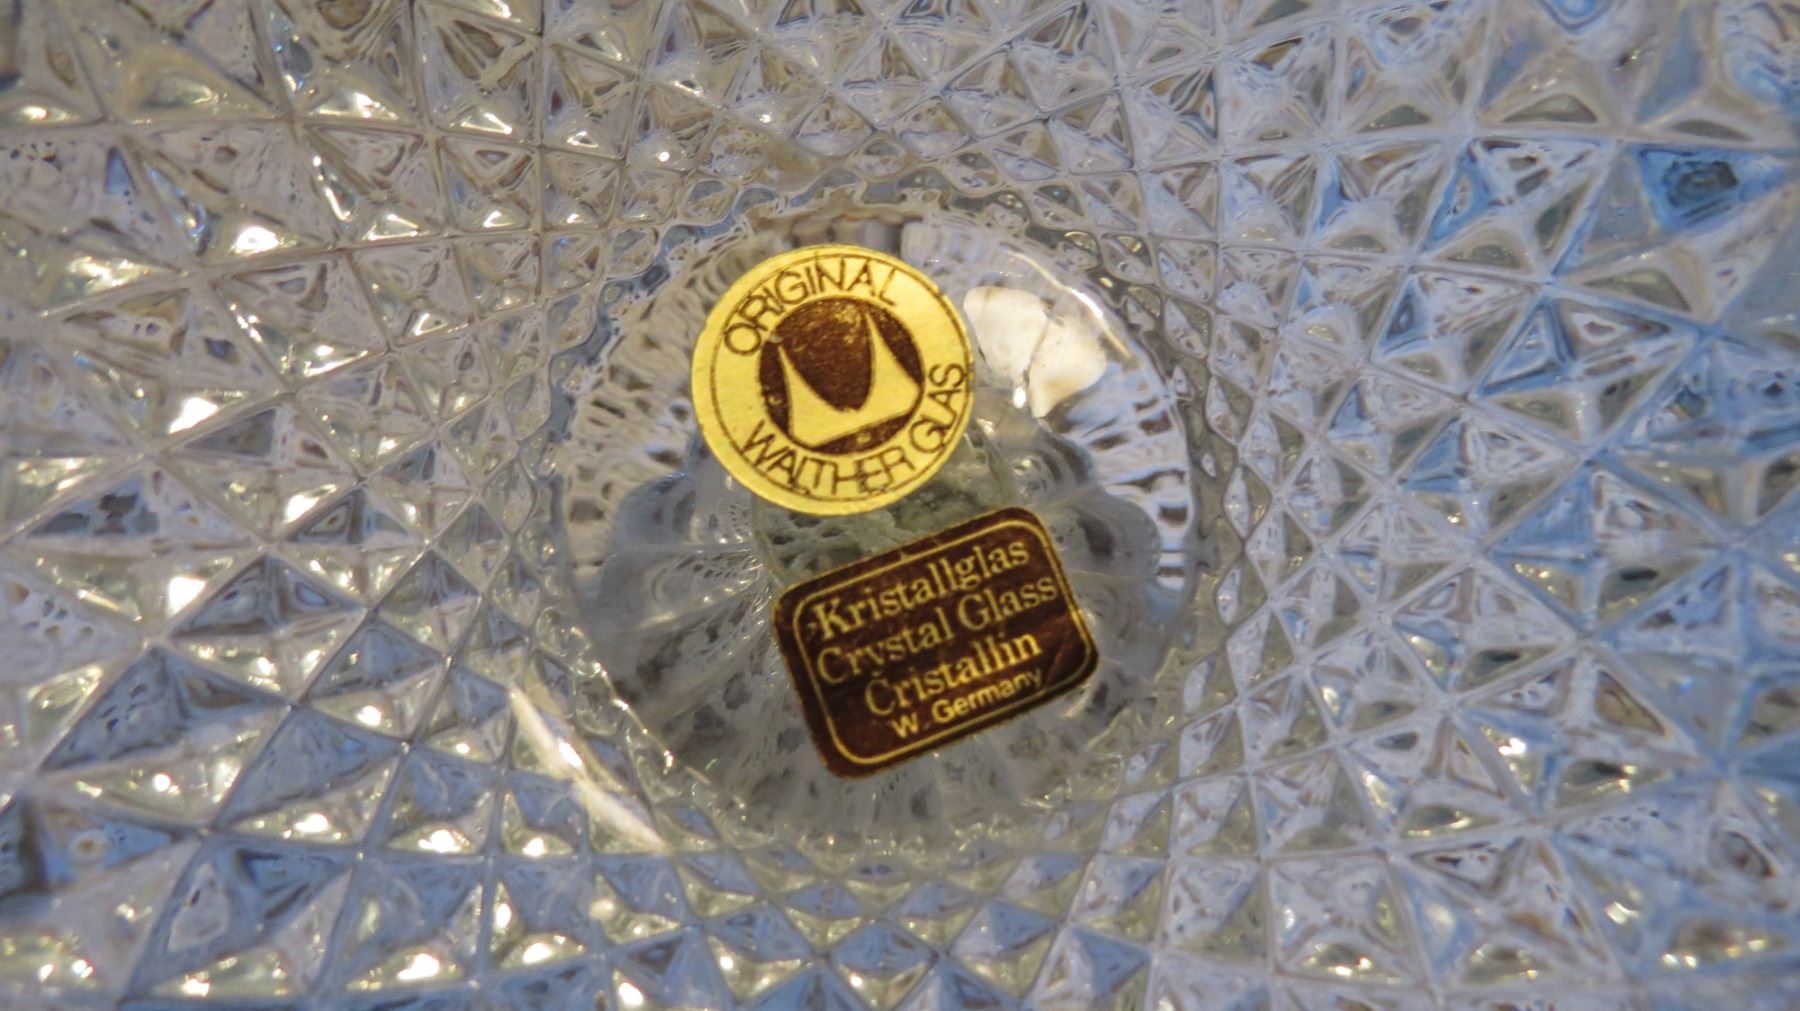 ORIGINAL
WALTHER GLAS
Kristallglas
Crystal Glass
Cristallin
W. Germany